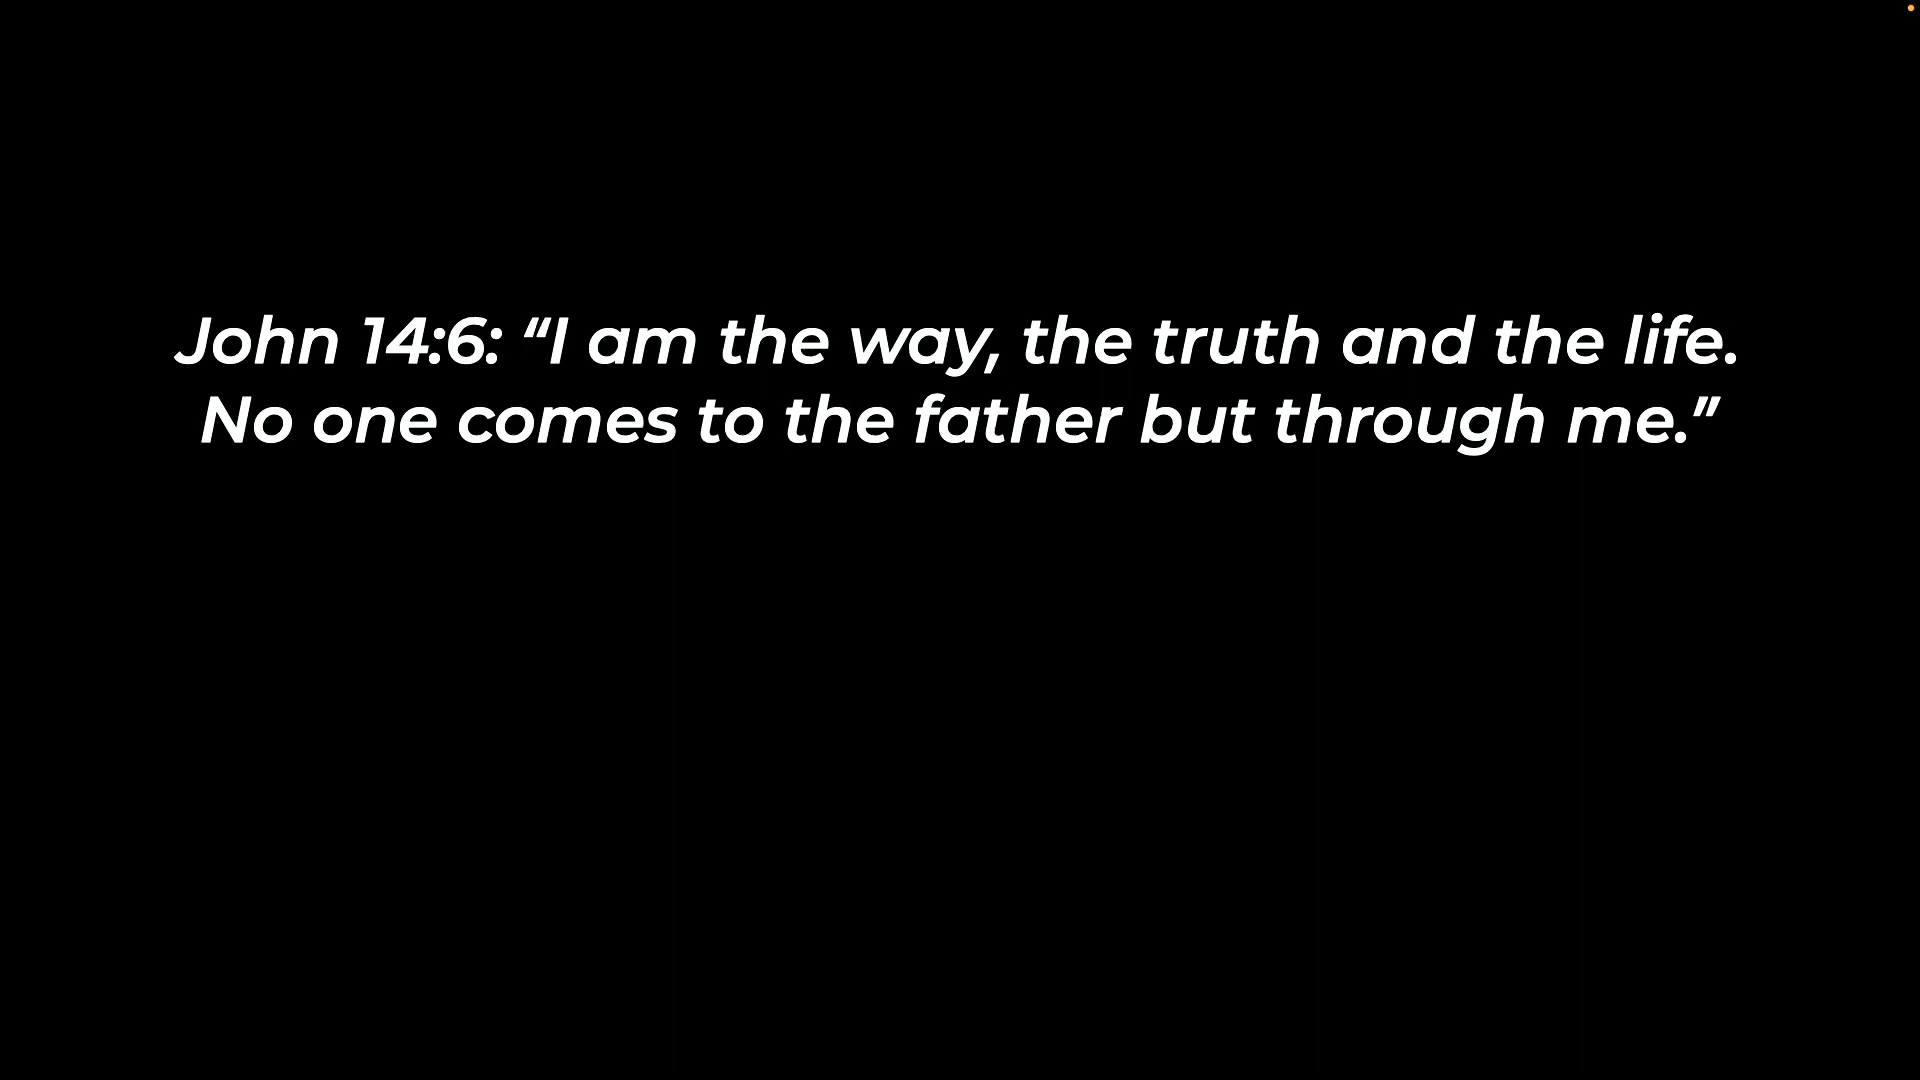 John 14:6: “I am the way, the truth and the life.
No one comes to the father but through me.”